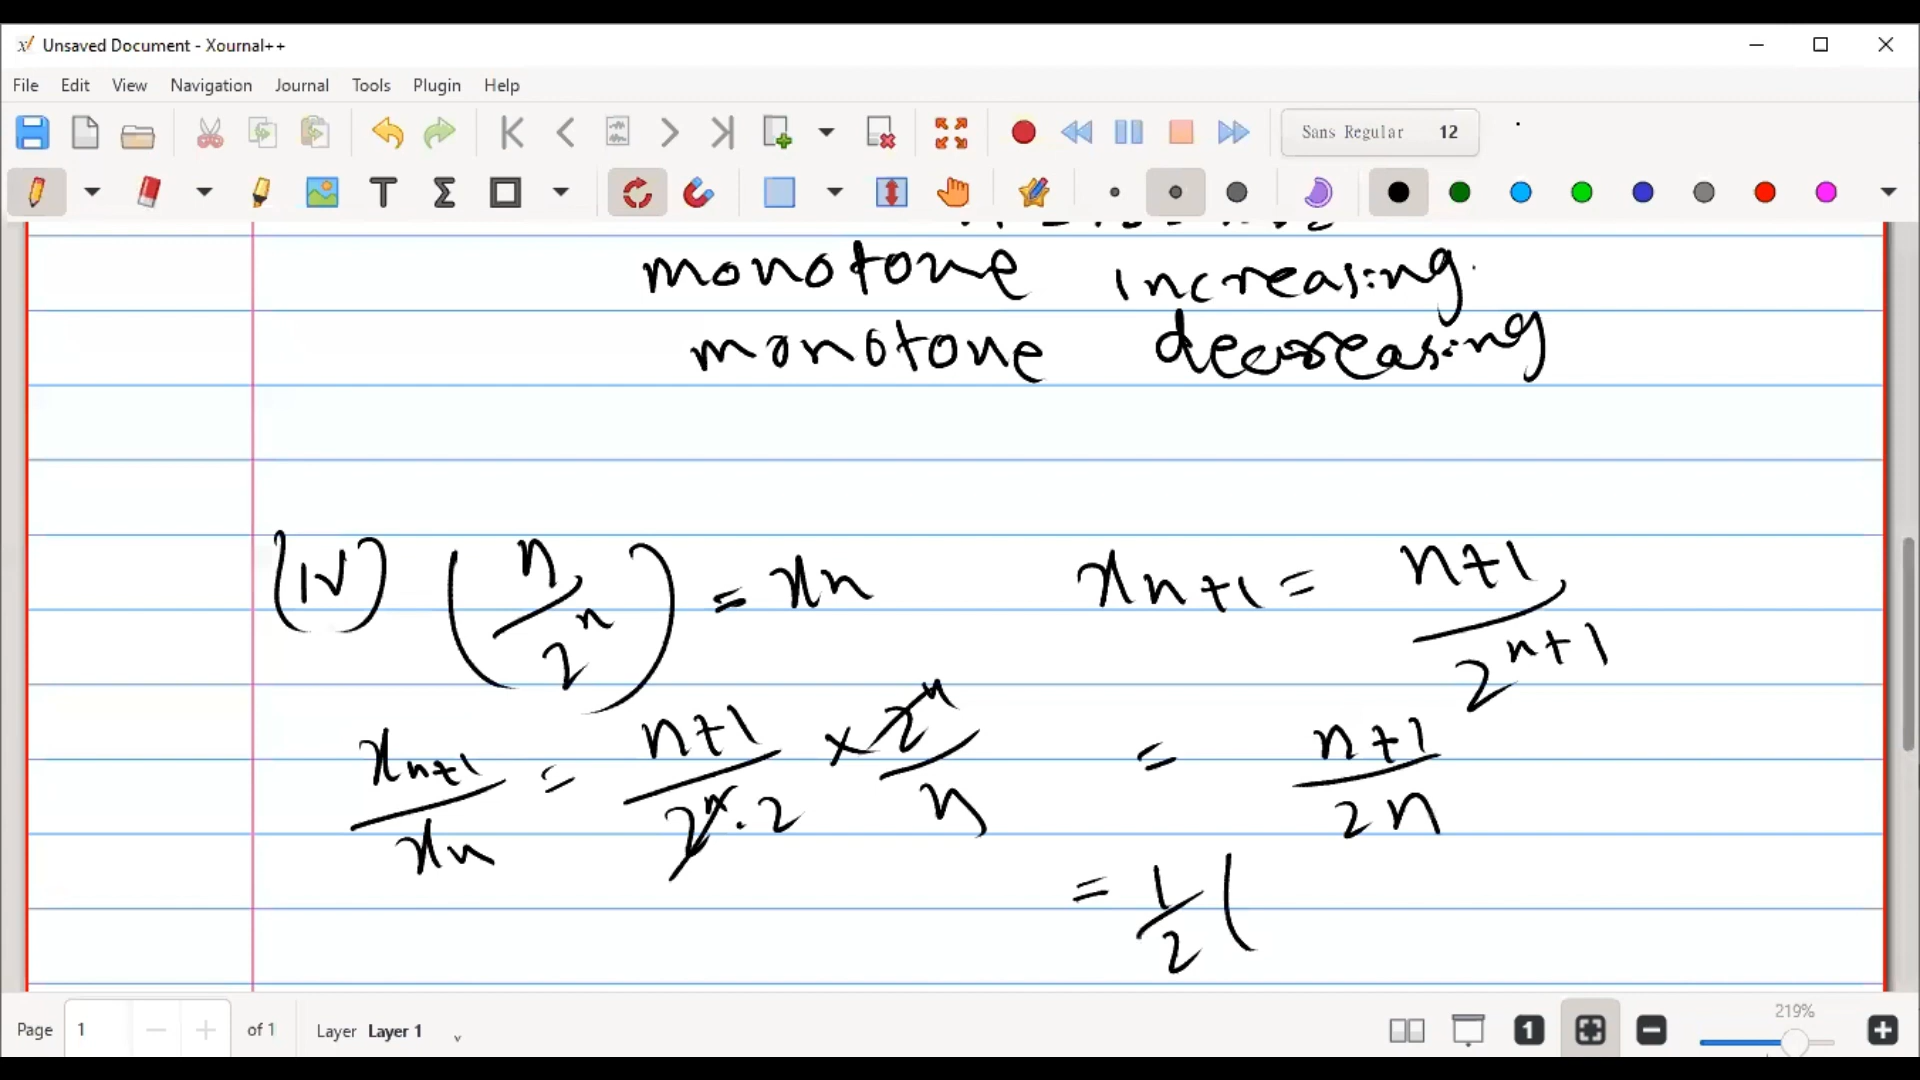 Unsaved Document - Xournal++
File Edit View Navigation Journal Tools Plugin Help
Sans Regular 12
monotone increasing.
monotone decreasing
(iv) (n/2^n) = xn xn+1 = n+1/2^n+1
xn+1/xn = n+1/2^n.2 × 2^n/n = n+1/2n
= 1/2 (
Page 1 of 1 Layer Layer 1 219%